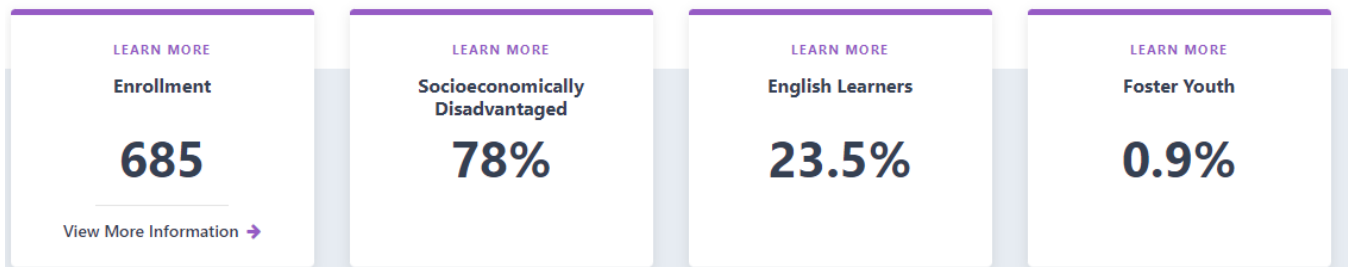 LEARN MORE
Enrollment
685
View More Information
LEARN MORE
Socioeconomically
Disadvantaged
78%
LEARN MORE
English Learners
23.5%
LEARN MORE
Foster Youth
0.9%